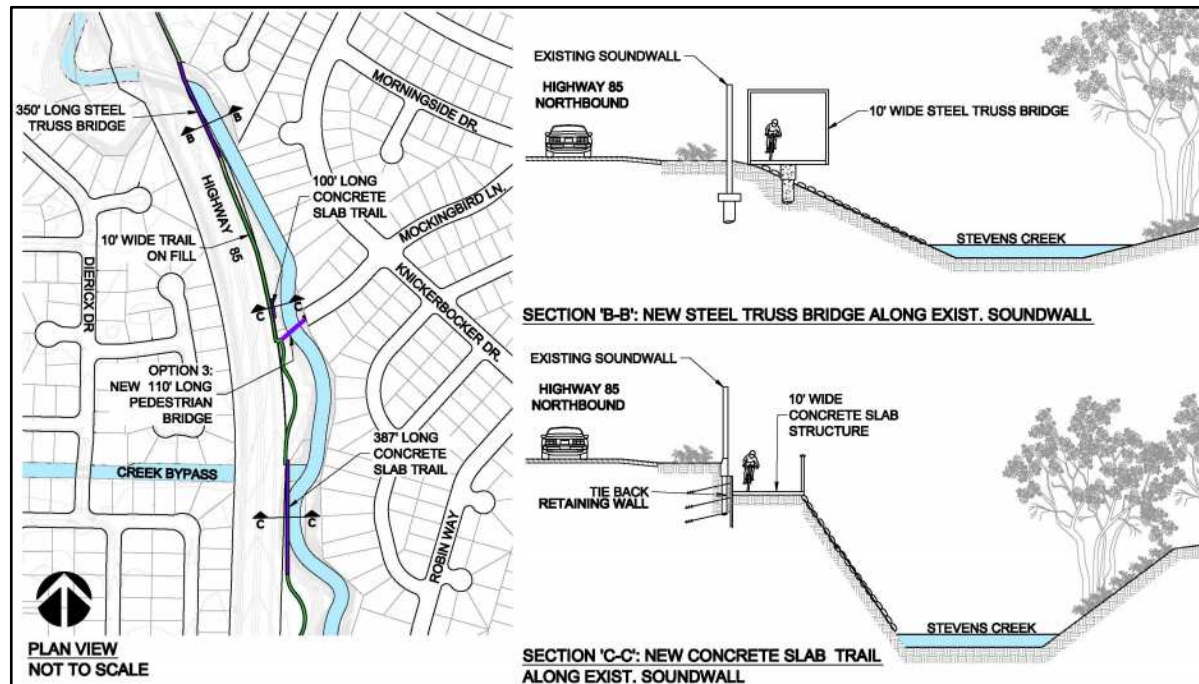 350' LONG STEEL
TRUSS BRIDGE
B
B
MORNINGSIDE DR.
HIGHWAY 85
100' LONG
CONCRETE
SLAB TRAIL
MOCKINGBIRD LN.
10' WIDE TRAIL
ON FILL
DIERICX DR
C
C
KNICKERBOCKER DR.
OPTION 3:
NEW 110' LONG
PEDESTRIAN
BRIDGE
387' LONG
CONCRETE
SLAB TRAIL
CREEK BYPASS
C
C
ROBIN WAY
PLAN VIEW
NOT TO SCALE
EXISTING SOUNDWALL
HIGHWAY 85
NORTHBOUND
10' WIDE STEEL TRUSS BRIDGE
STEVENS CREEK
SECTION 'B-B': NEW STEEL TRUSS BRIDGE ALONG EXIST. SOUNDWALL
EXISTING SOUNDWALL
HIGHWAY 85
NORTHBOUND
10' WIDE
CONCRETE SLAB
STRUCTURE
TIE BACK
RETAINING WALL
STEVENS CREEK
SECTION 'C-C': NEW CONCRETE SLAB TRAIL
ALONG EXIST. SOUNDWALL